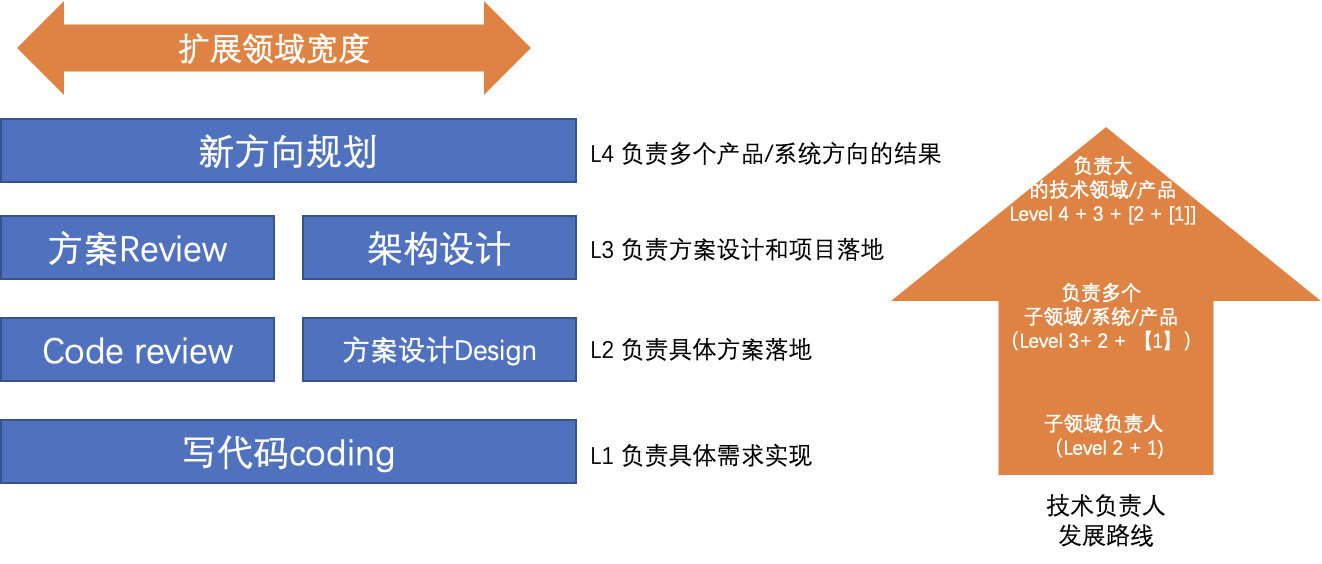 扩展领域宽度
新方向规划
L4 负责多个产品/系统方向的结果
方案Review
架构设计
L3 负责方案设计和项目落地
Code review
方案设计Design
L2 负责具体方案落地
写代码coding
L1 负责具体需求实现
负责大
的技术领域/产品
Level 4 + 3 + [2 + [1]]
负责多个
子领域/系统/产品
（Level 3+ 2 + 【1】）
子领域负责人
（Level 2 + 1)
技术负责人
发展路线